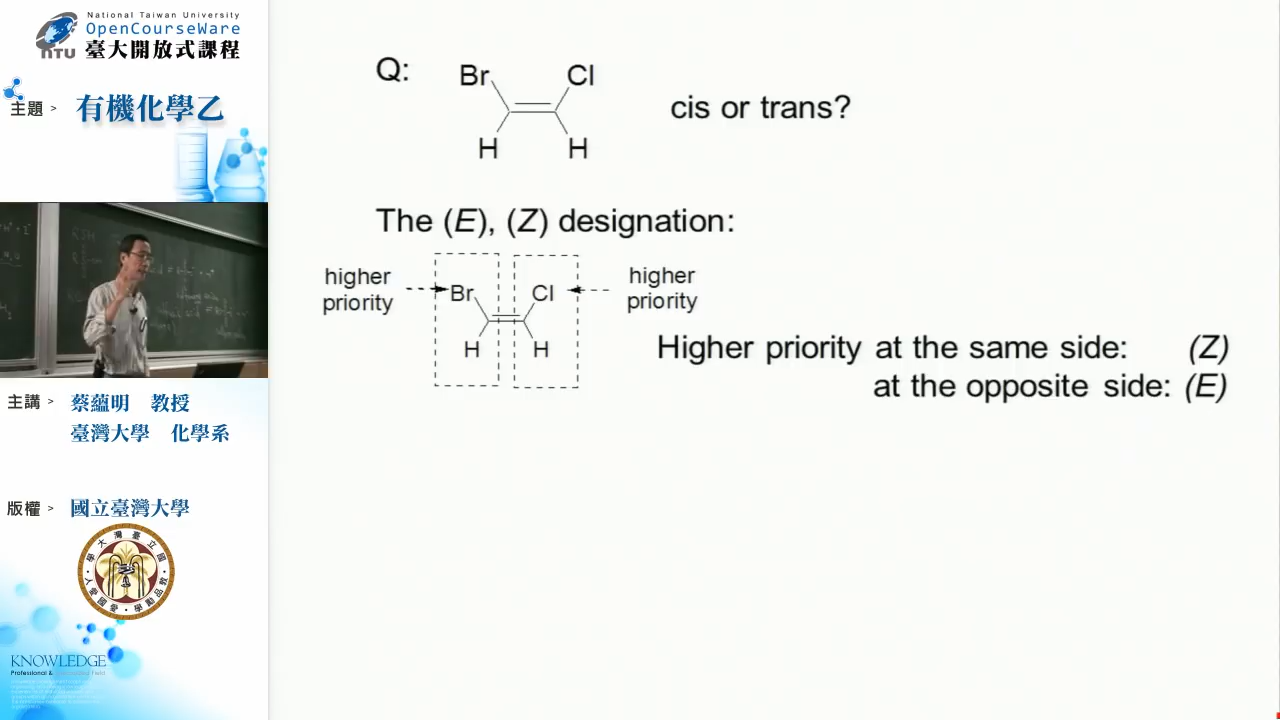 National Taiwan University
OpenCourseWare
NTU 臺大開放式課程
主題 > 有機化學乙
主講 > 蔡蘊明 教授
臺灣大學 化學系
版權 > 國立臺灣大學
KNOWLEDGE
Q:
Br Cl
H H
cis or trans?
The (E), (Z) designation:
higher
priority
Br Cl
H H
higher
priority
Higher priority at the same side: (Z)
at the opposite side: (E)